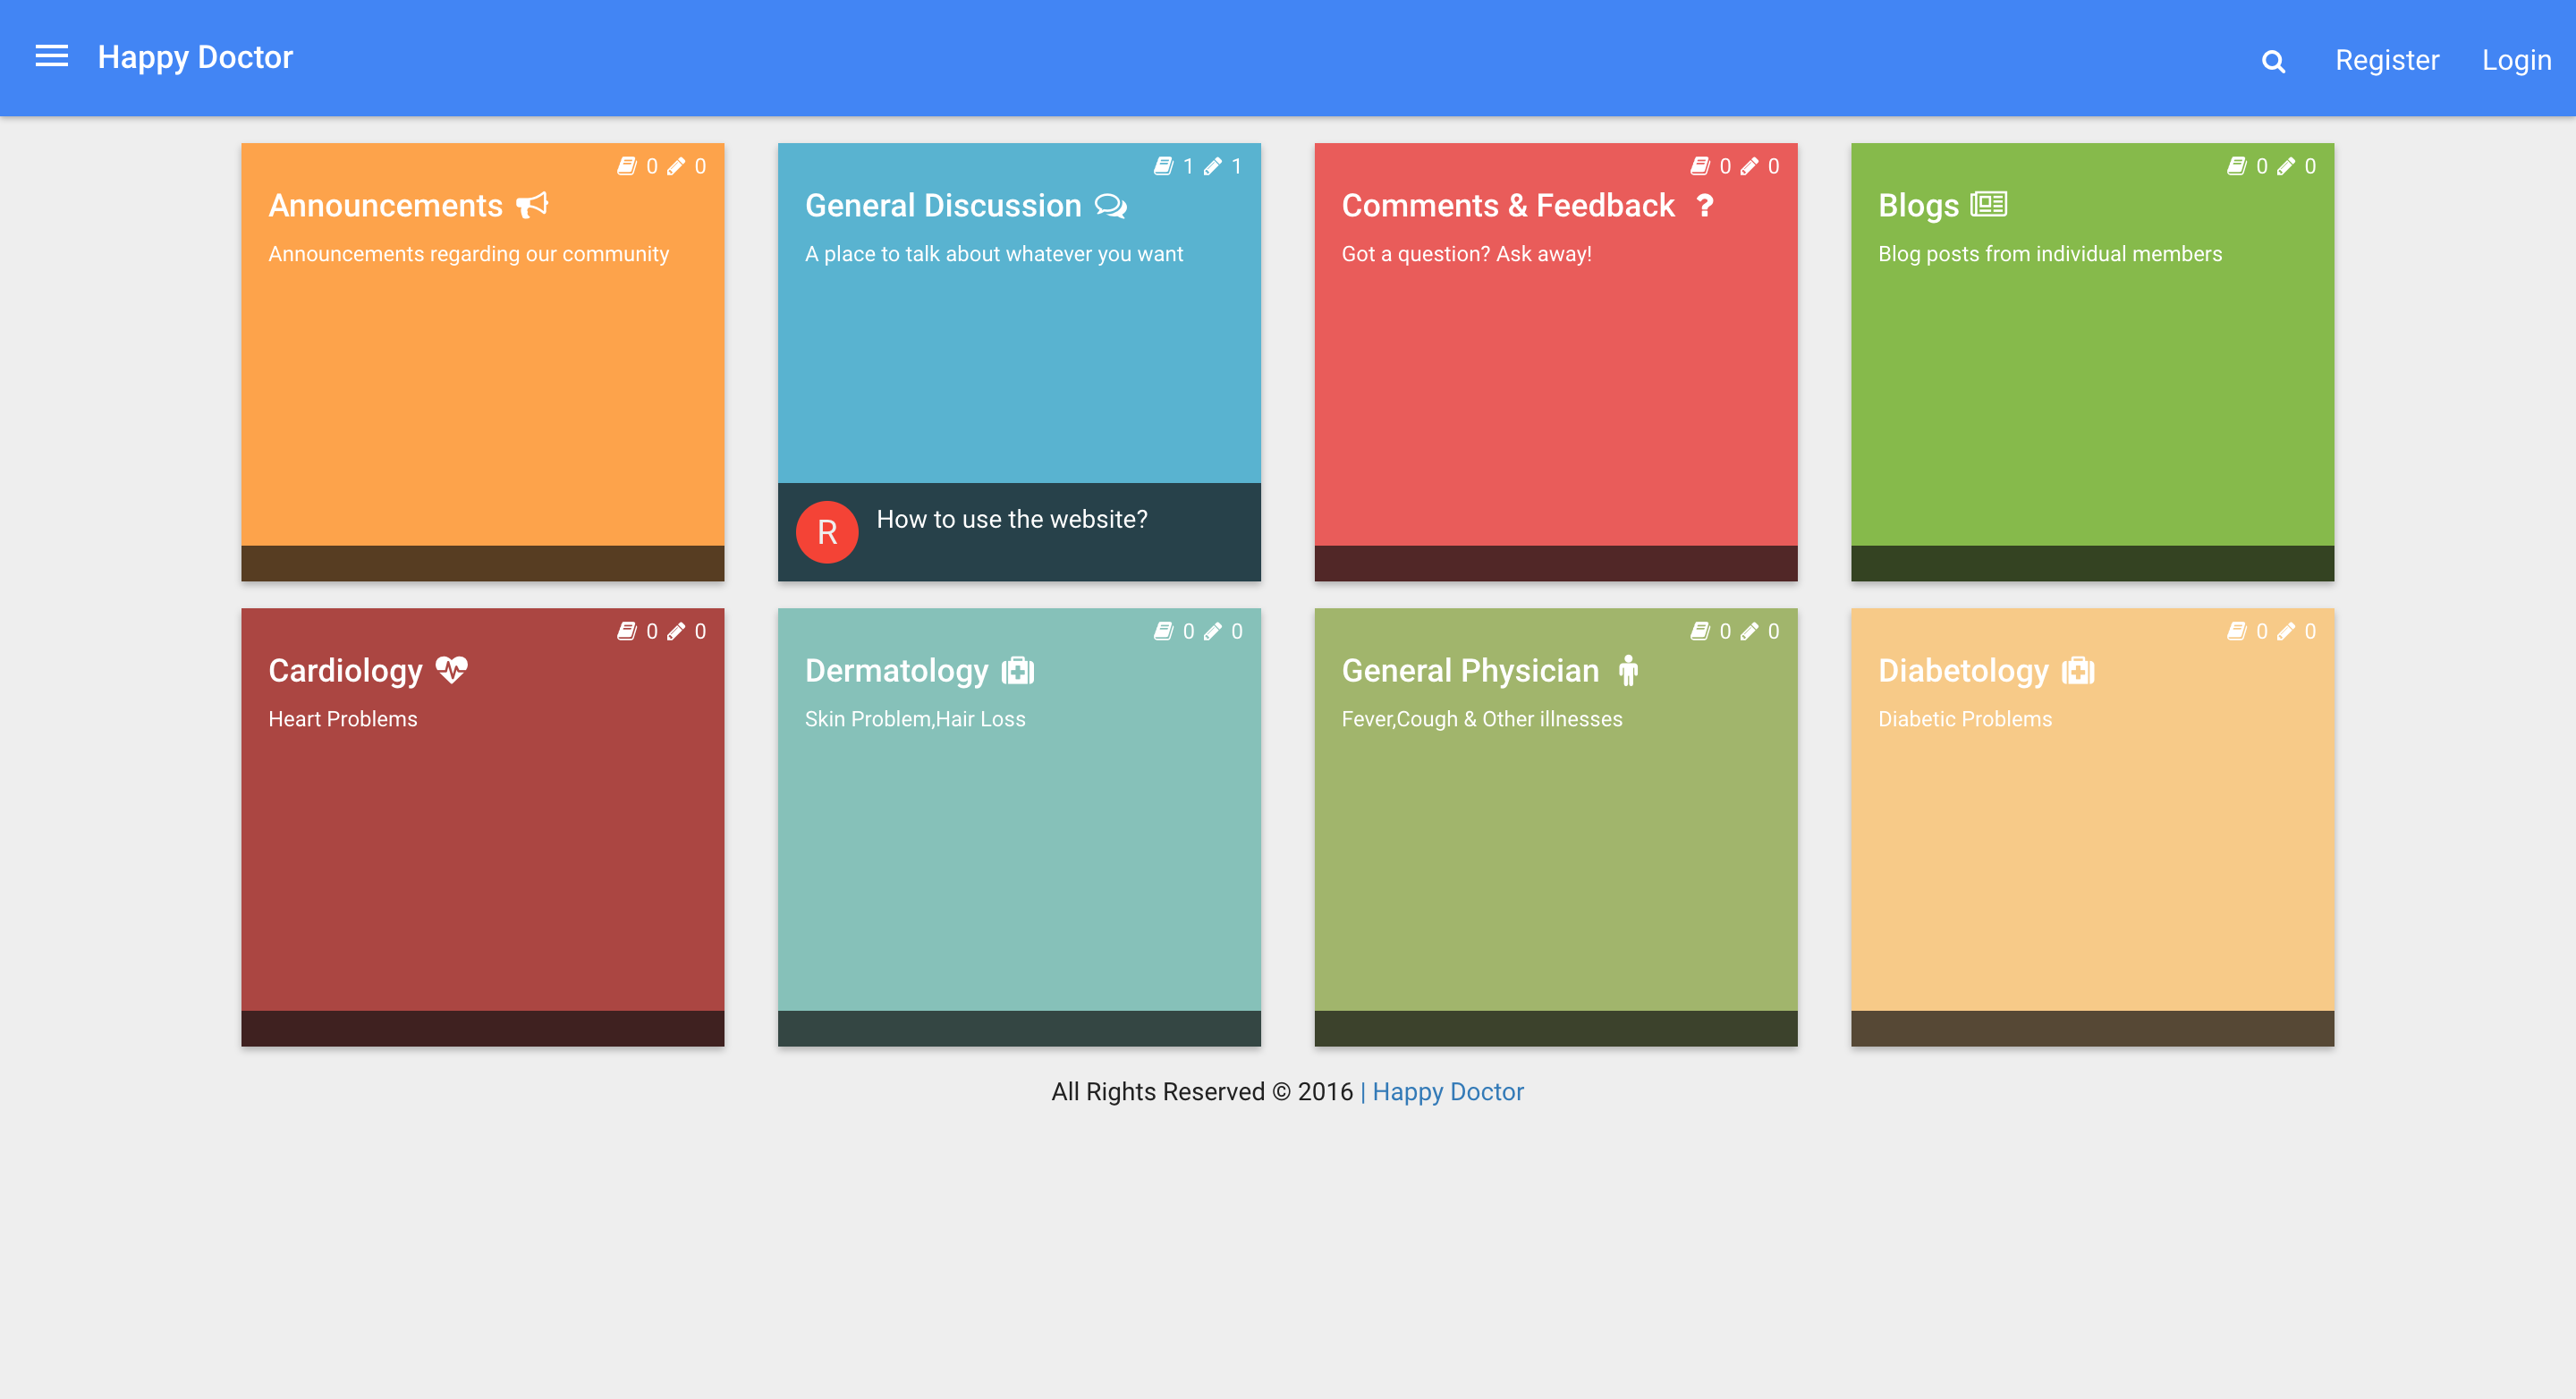 Happy Doctor
Register
Login
0 0
Announcements
Announcements regarding our community
1 1
General Discussion
A place to talk about whatever you want
R
How to use the website?
0 0
Comments & Feedback ?
Got a question? Ask away!
0 0
Blogs
Blog posts from individual members
0 0
Cardiology
Heart Problems
0 0
Dermatology
Skin Problem,Hair Loss
0 0
General Physician
Fever,Cough & Other illnesses
0 0
Diabetology
Diabetic Problems
All Rights Reserved © 2016 | Happy Doctor